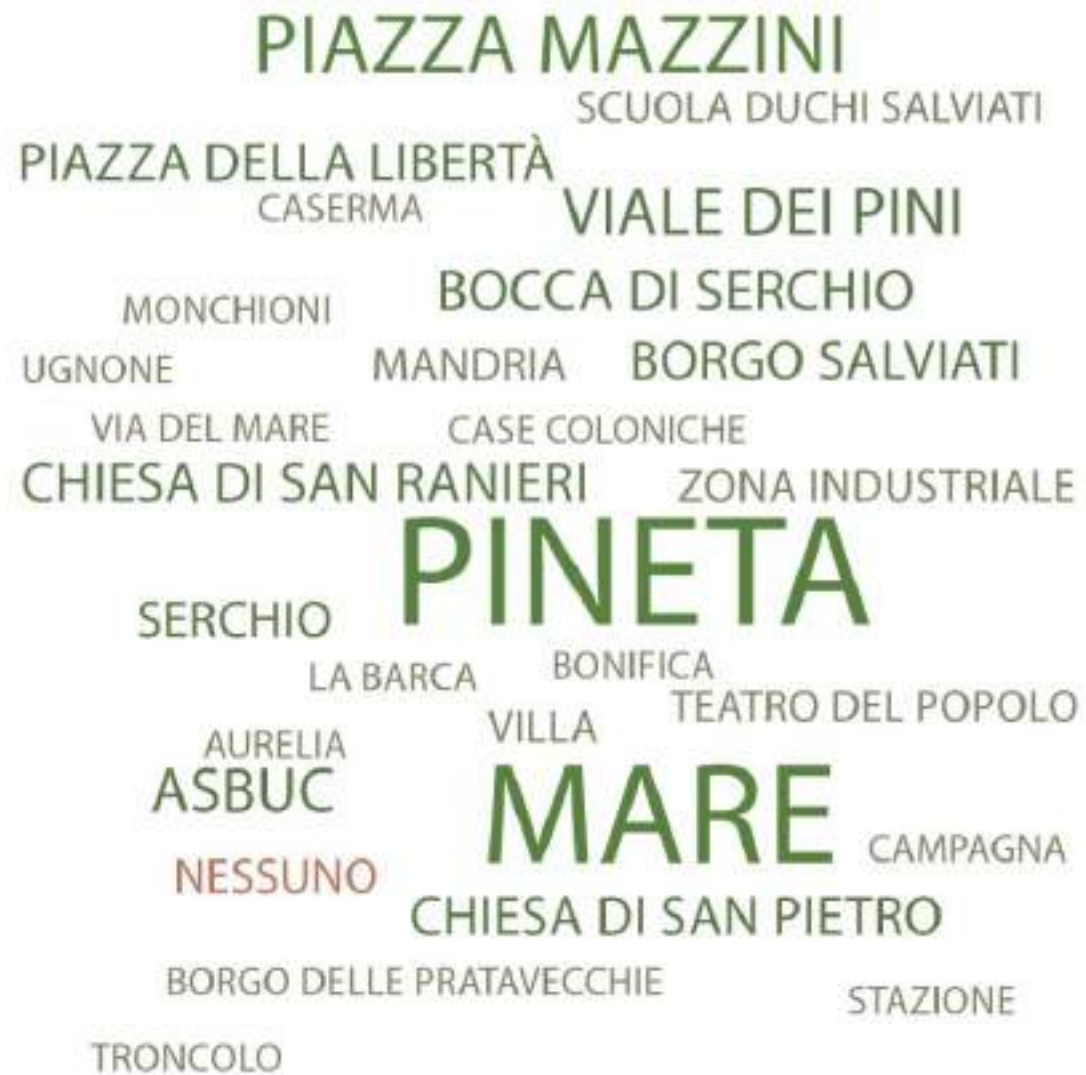 PIAZZA MAZZINI
SCUOLA DUCHI SALVIATI
PIAZZA DELLA LIBERTÀ
CASERMA
VIALE DEI PINI
BOCCA DI SERCHIO
MONCHIONI
UGNONE
MANDRIA
BORGO SALVIATI
VIA DEL MARE
CASE COLONICHE
CHIESA DI SAN RANIERI
ZONA INDUSTRIALE
PINETA
SERCHIO
LA BARCA
BONIFICA
TEATRO DEL POPOLO
VILLA
AURELIA
ASBUC
MARE
CAMPAGNA
NESSUNO
CHIESA DI SAN PIETRO
BORGO DELLE PRATAVECCHIE
STAZIONE
TRONCOLO